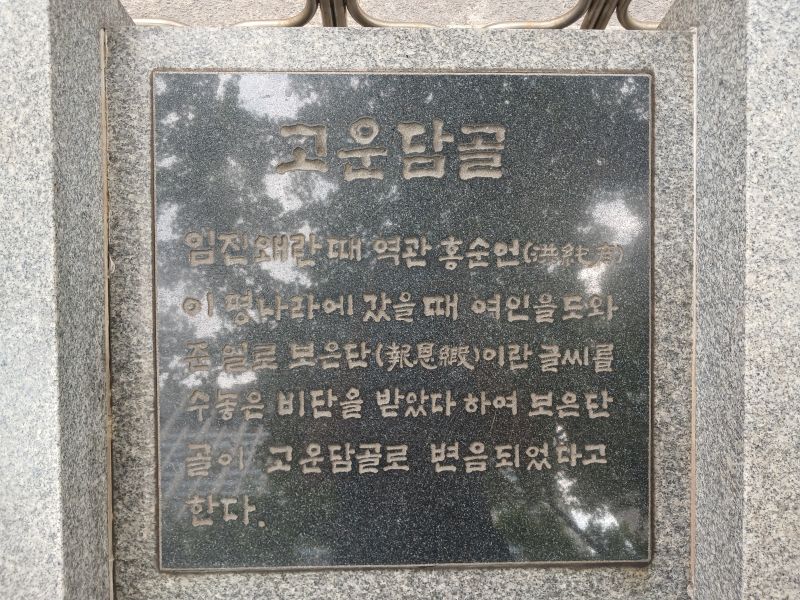 고운담골
임진왜란 때 역관 홍순언(洪純彦)
이 명나라에 갔을 때 여인을 도와
준 일로 보은단(報恩緞)이란 글씨를
수놓은 비단을 받았다 하여 보은단
골이 고운담골로 변음되었다고
한다.